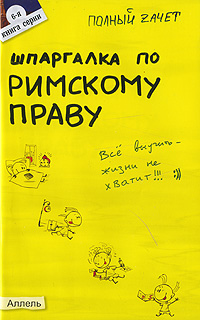 6-я
книга серии
ПОЛНЫЙ ZАЧЕТ
ШПАРГАЛКА ПО
РИМСКОМУ
ПРАВУ
Всё выучить –
жизни не
хватит!!! :))
Аллель